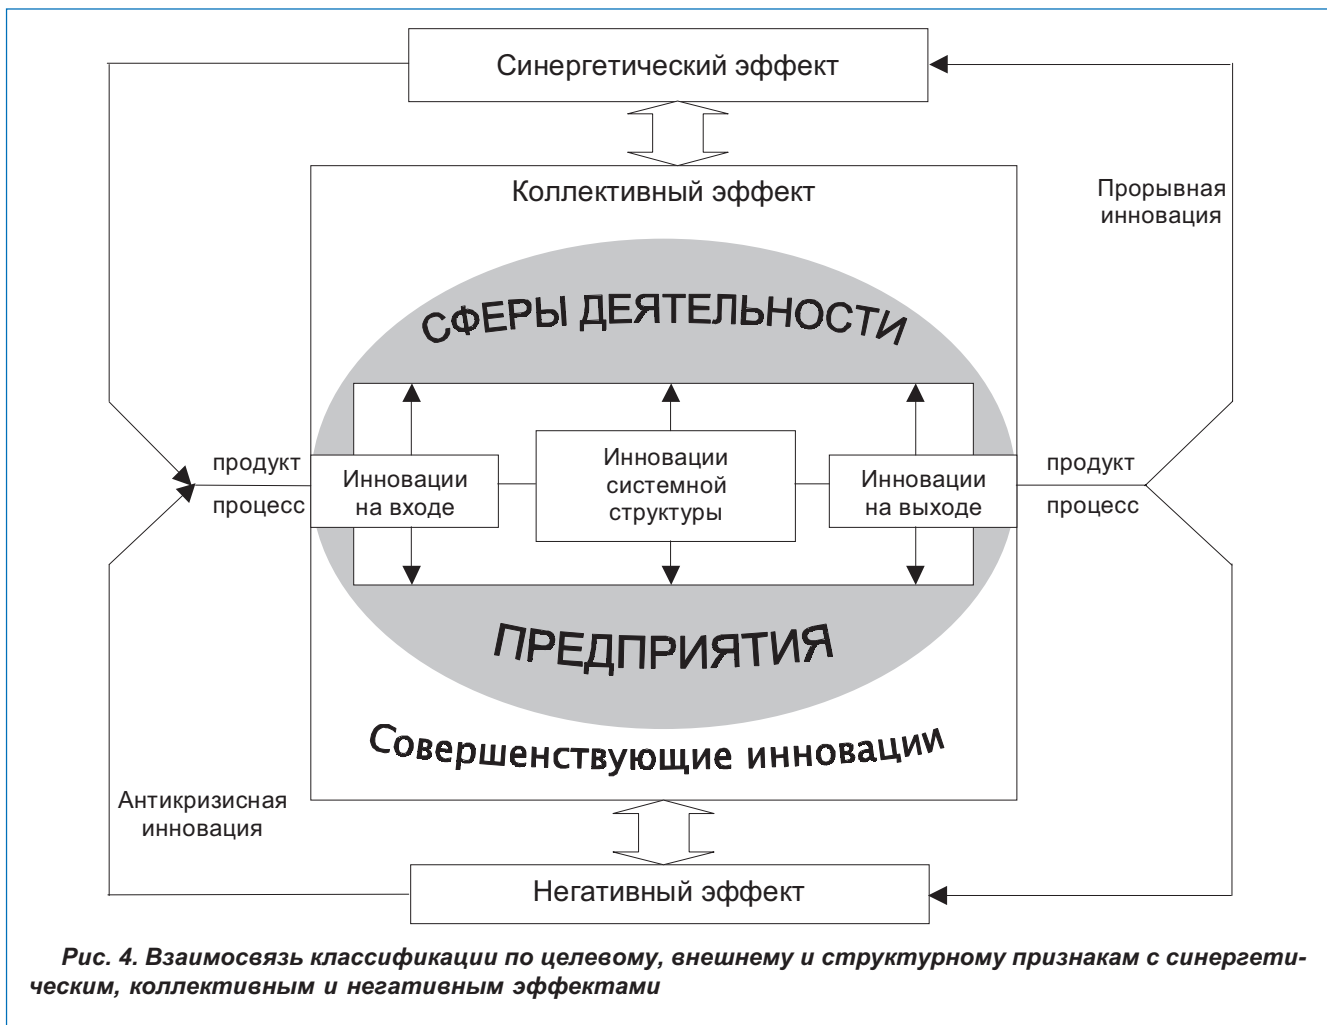 Синергетический эффект
Коллективный эффект
Прорывная
инновация
СФЕРЫ ДЕЯТЕЛЬНОСТИ
продукт
процесс
Инновации
на входе
Инновации
системной
структуры
Инновации
на выходе
продукт
процесс
ПРЕДПРИЯТИЯ
Совершенствующие инновации
Антикризисная
инновация
Негативный эффект
Рис. 4. Взаимосвязь классификации по целевому, внешнему и структурному признакам с синергети-
ческим, коллективным и негативным эффектами